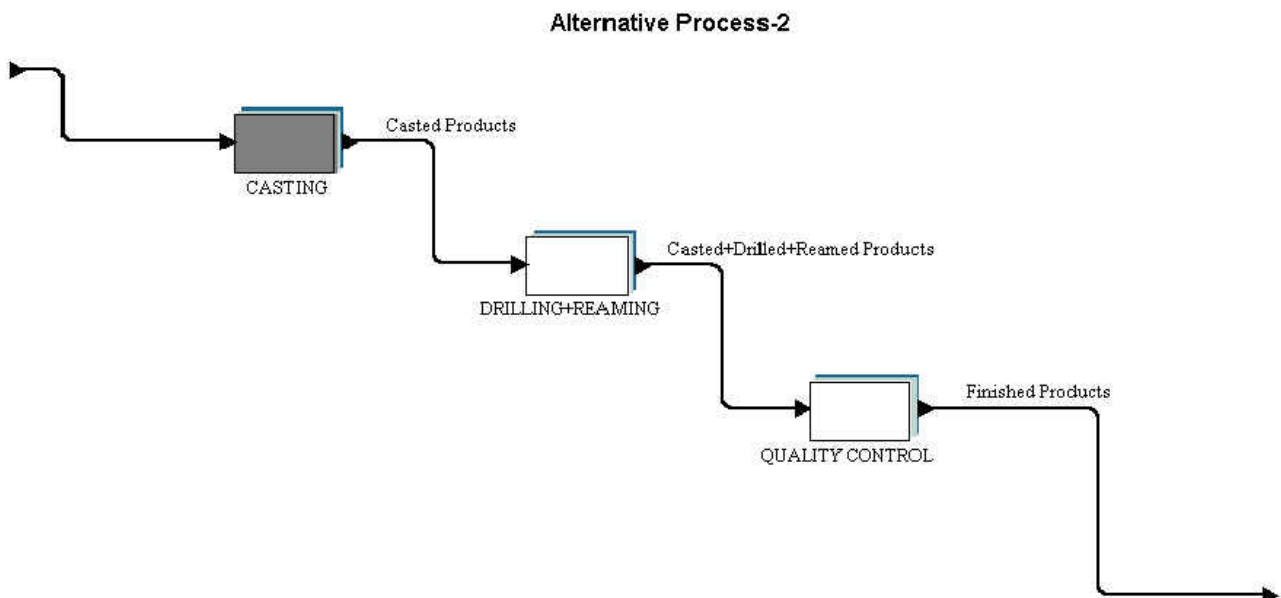 Alternative Process-2
Casted Products
CASTING
Casted+Drilled+Reamed Products
DRILLING+REAMING
Finished Products
QUALITY CONTROL